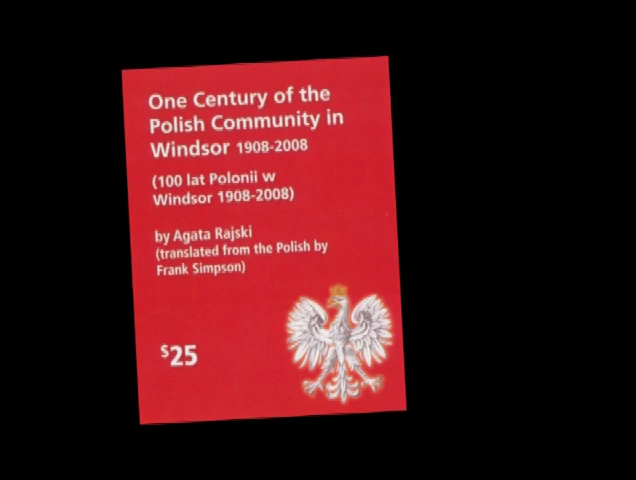 One Century of the
Polish Community in
Windsor 1908-2008
(100 lat Polonii w
Windsor 1908-2008)
by Agata Rajski
(translated from the Polish by
Frank Simpson)
$25